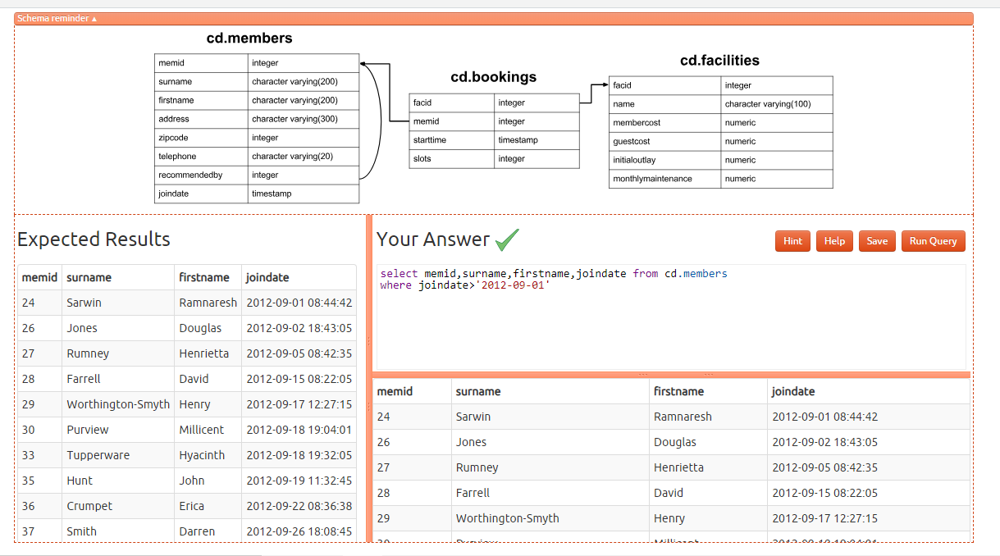 Schema reminder ▲
cd.members
memid integer
surname character varying(200)
firstname character varying(200)
address character varying(300)
zipcode integer
telephone character varying(20)
recommendedby integer
joindate timestamp
cd.bookings
facid integer
memid integer
starttime timestamp
slots integer
cd.facilities
facid integer
name character varying(100)
membercost numeric
guestcost numeric
initialoutlay numeric
monthlymaintenance numeric
Expected Results
memid surname firstname joindate
24 Sarwin Ramnaresh 2012-09-01 08:44:42
26 Jones Douglas 2012-09-02 18:43:05
27 Rumney Henrietta 2012-09-05 08:42:35
28 Farrell David 2012-09-15 08:22:05
29 Worthington-Smyth Henry 2012-09-17 12:27:15
30 Purview Millicent 2012-09-18 19:04:01
33 Tupperware Hyacinth 2012-09-18 19:32:05
35 Hunt John 2012-09-19 11:32:45
36 Crumpet Erica 2012-09-22 08:36:38
37 Smith Darren 2012-09-26 18:08:45
Your Answer
Hint Help Save Run Query
select memid,surname,firstname,joindate from cd.members
where joindate>'2012-09-01'
memid surname firstname joindate
24 Sarwin Ramnaresh 2012-09-01 08:44:42
26 Jones Douglas 2012-09-02 18:43:05
27 Rumney Henrietta 2012-09-05 08:42:35
28 Farrell David 2012-09-15 08:22:05
29 Worthington-Smyth Henry 2012-09-17 12:27:15